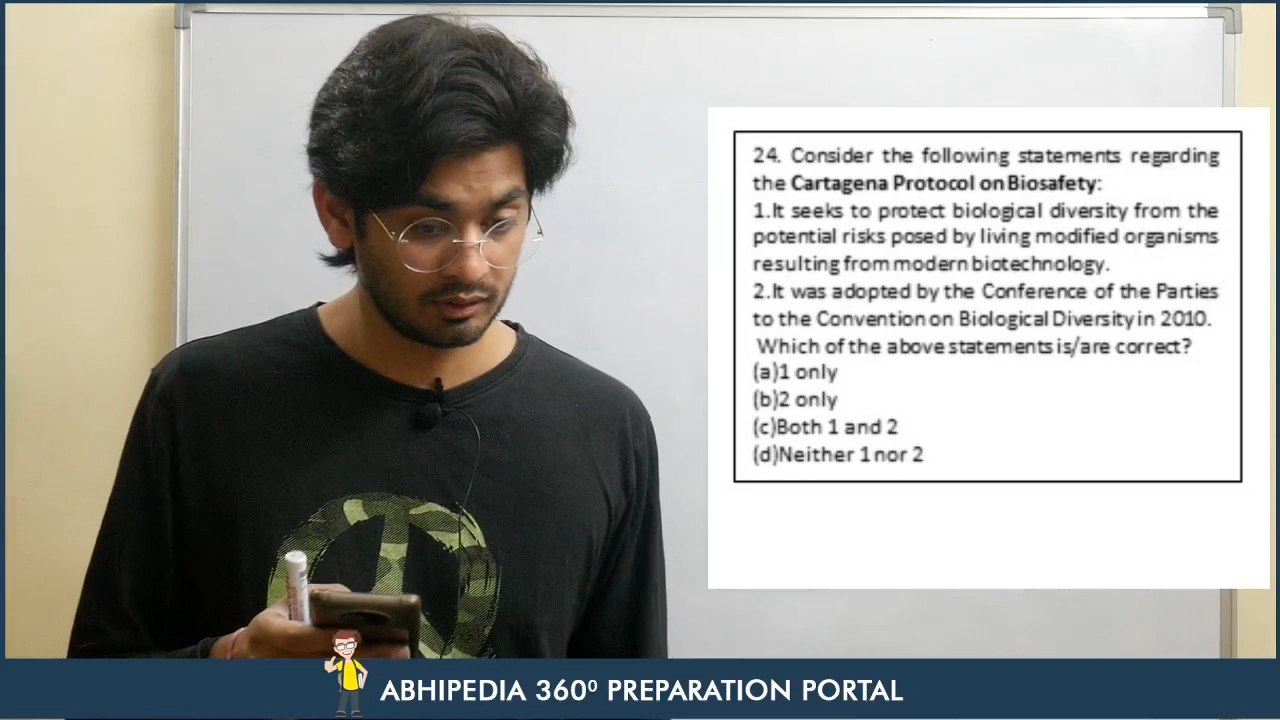 24. Consider the following statements regarding
the Cartagena Protocol on Biosafety:
1.It seeks to protect biological diversity from the
potential risks posed by living modified organisms
resulting from modern biotechnology.
2.It was adopted by the Conference of the Parties
to the Convention on Biological Diversity in 2010.
Which of the above statements is/are correct?
(a)1 only
(b)2 only
(c)Both 1 and 2
(d)Neither 1 nor 2
ABHIPEDIA 360⁰ PREPARATION PORTAL